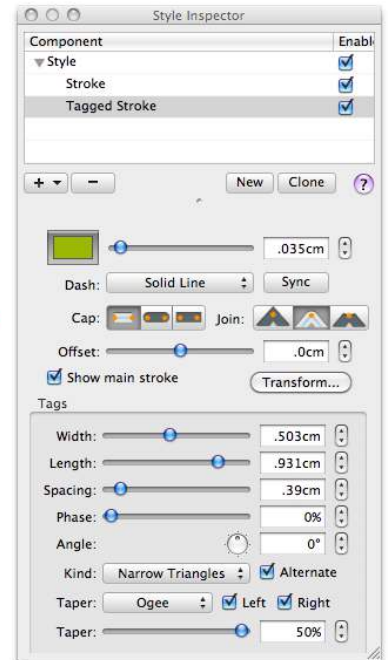 Style Inspector
Component Enabl
Style
Stroke
Tagged Stroke
+ − New Clone ?
.035cm
Dash: Solid Line Sync
Cap: Join:
Offset: .0cm
Show main stroke Transform...
Tags
Width: .503cm
Length: .931cm
Spacing: .39cm
Phase: 0%
Angle: 0°
Kind: Narrow Triangles Alternate
Taper: Ogee Left Right
Taper: 50%